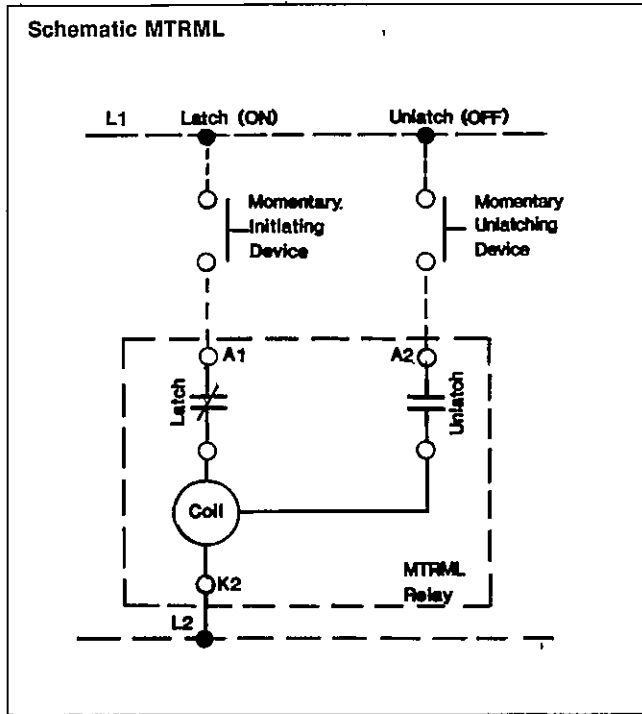 Schematic MTRML
L1 Latch (ON) Unlatch (OFF)
Momentary
Initiating
Device
Momentary
Unlatching
Device
A1
A2
Latch
Unlatch
Coil
K2
MTRML
Relay
L2